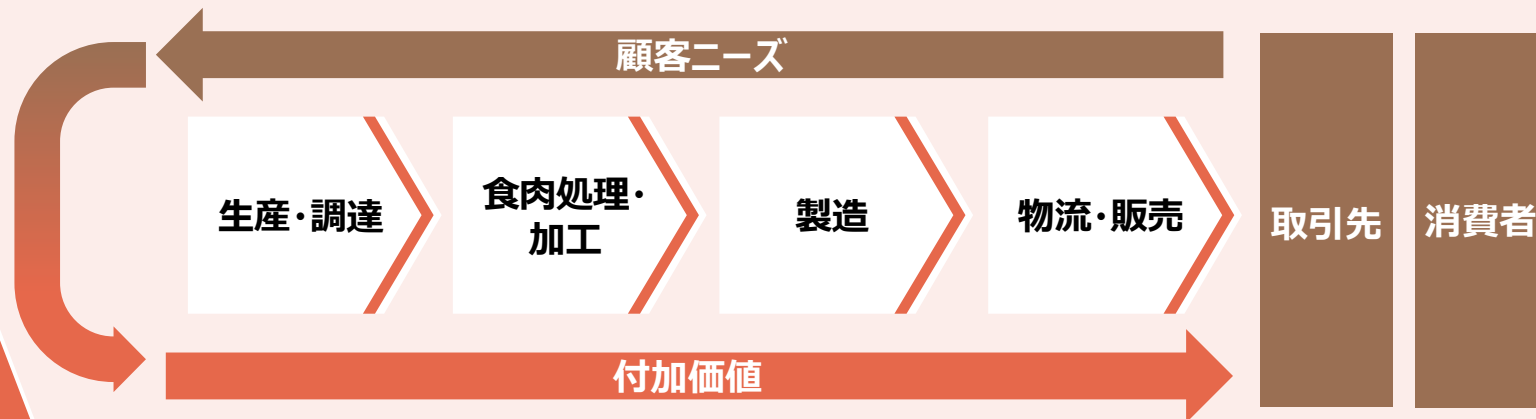 顧客ニーズ
生産・調達
食肉処理・
加工
製造
物流・販売
取引先
消費者
付加価値